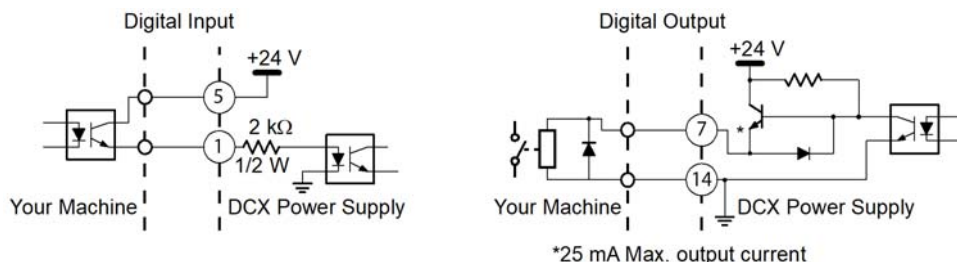 Digital Input
+24 V
5
1
2 kΩ
1/2 W
Your Machine
DCX Power Supply
Digital Output
+24 V
7
*
14
Your Machine
DCX Power Supply
*25 mA Max. output current